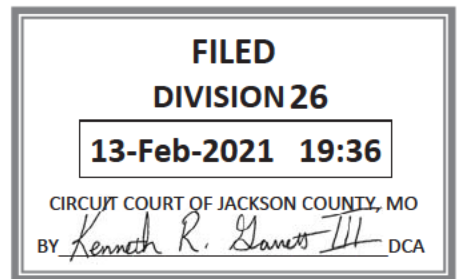 FILED
DIVISION 26
13-Feb-2021 19:36
CIRCUIT COURT OF JACKSON COUNTY, MO
BY Kenneth R. Garrett III DCA